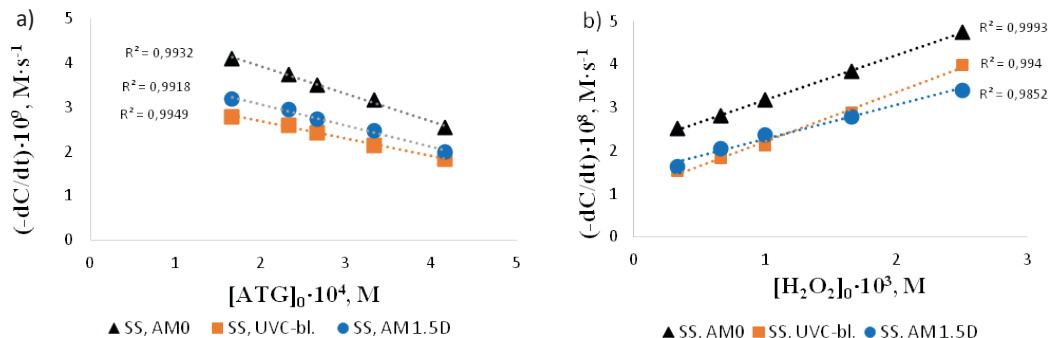 a)
(-dC/dt)·10⁹, M·s⁻¹
5
4
3
2
1
0
R² = 0,9932
R² = 0,9918
R² = 0,9949
0 1 2 3 4 5
[ATG]₀·10⁴, M
SS, AM0 SS, UVC-bl. SS, AM 1.5D
b)
(-dC/dt)·10⁸, M·s⁻¹
5
4
3
2
1
0
R² = 0,9993
R² = 0,994
R² = 0,9852
0 1 2 3
[H₂O₂]₀·10³, M
SS. AM0 SS. UVC-bl. SS. AM 1.5D